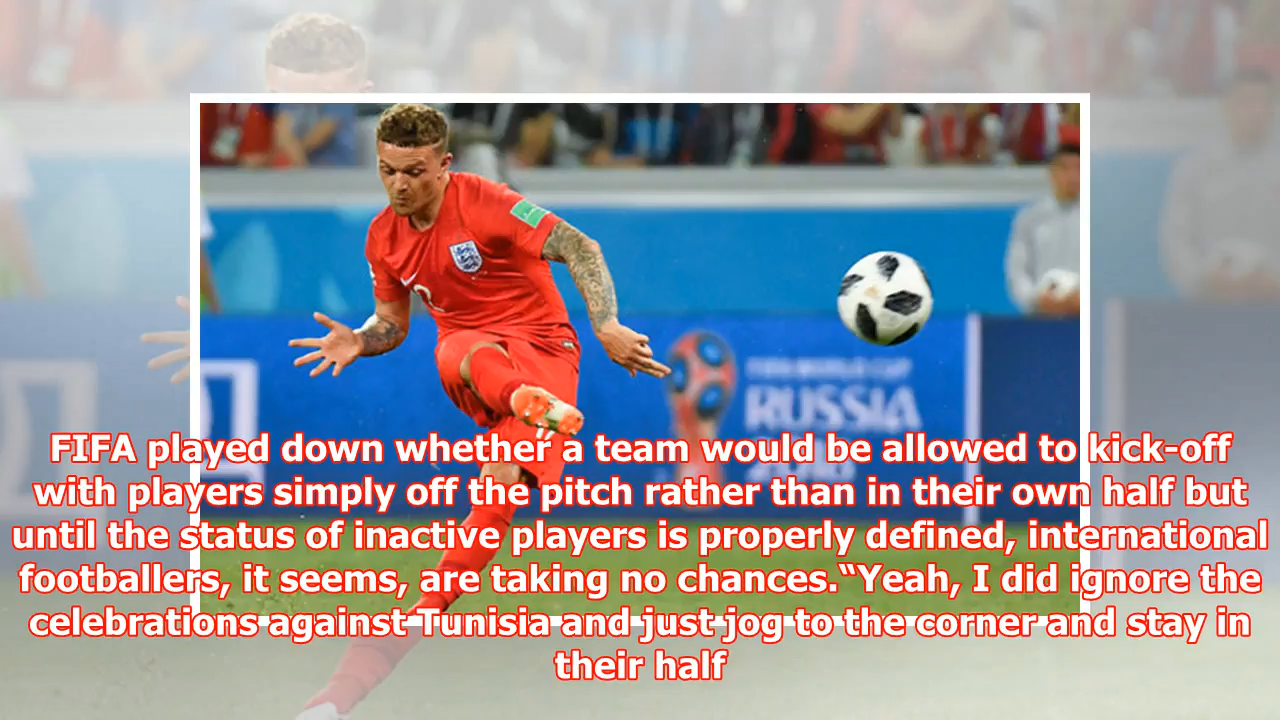 FIFA WORLD CUP
RUSSIA
FIFA played down whether a team would be allowed to kick-off
with players simply off the pitch rather than in their own half but
until the status of inactive players is properly defined, international
footballers, it seems, are taking no chances.“Yeah, I did ignore the
celebrations against Tunisia and just jog to the corner and stay in
their half